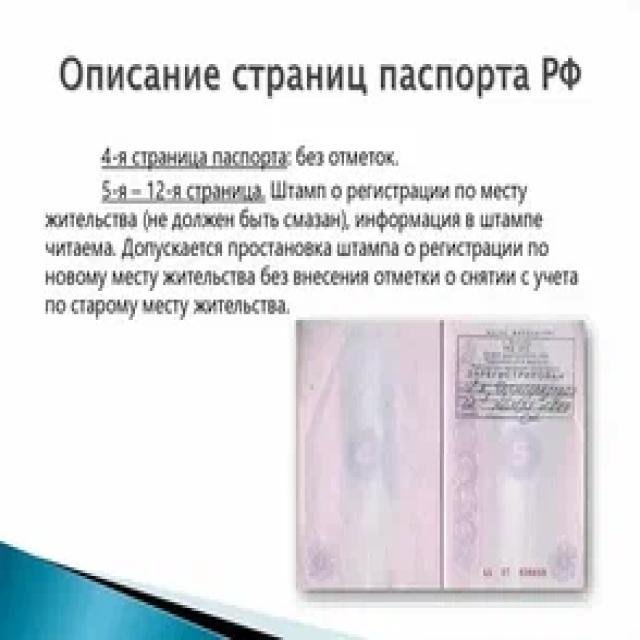 Описание страниц паспорта РФ
4-я страница паспорта: без отметок.
5-я – 12-я страница. Штамп о регистрации по месту
жительства (не должен быть смазан), информация в штампе
читаема. Допускается простановка штампа о регистрации по
новому месту жительства без внесения отметки о снятии с учета
по старому месту жительства.
ЗАРЕГИСТРИРОВАН
5